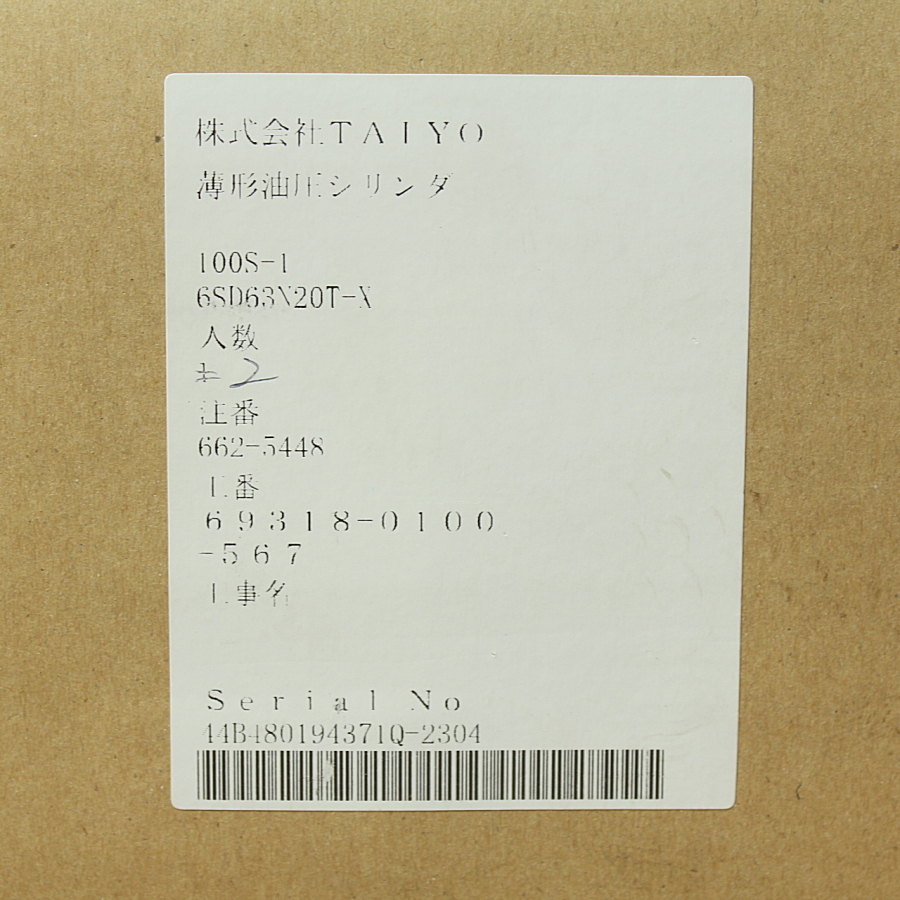 株式会社TAIYO
薄形油圧シリンダ
100S-1
6SD63N20T-X
入数
2
注番
662-5448
工番
69318-0100
-567
工事名
Serial No
44B480194371Q-2304